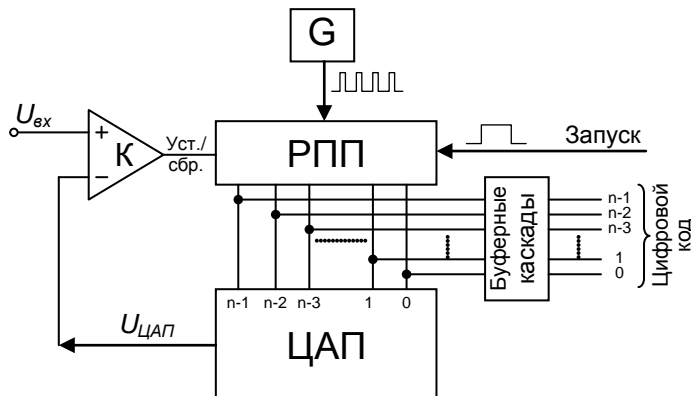 G
Uвх
+
К
−
Уст./
сбр.
РПП
Запуск
Буферные
каскады
n-1
n-2
n-3
1
0
Цифровой
код
n-1 n-2 n-3 1 0
ЦАП
UЦАП